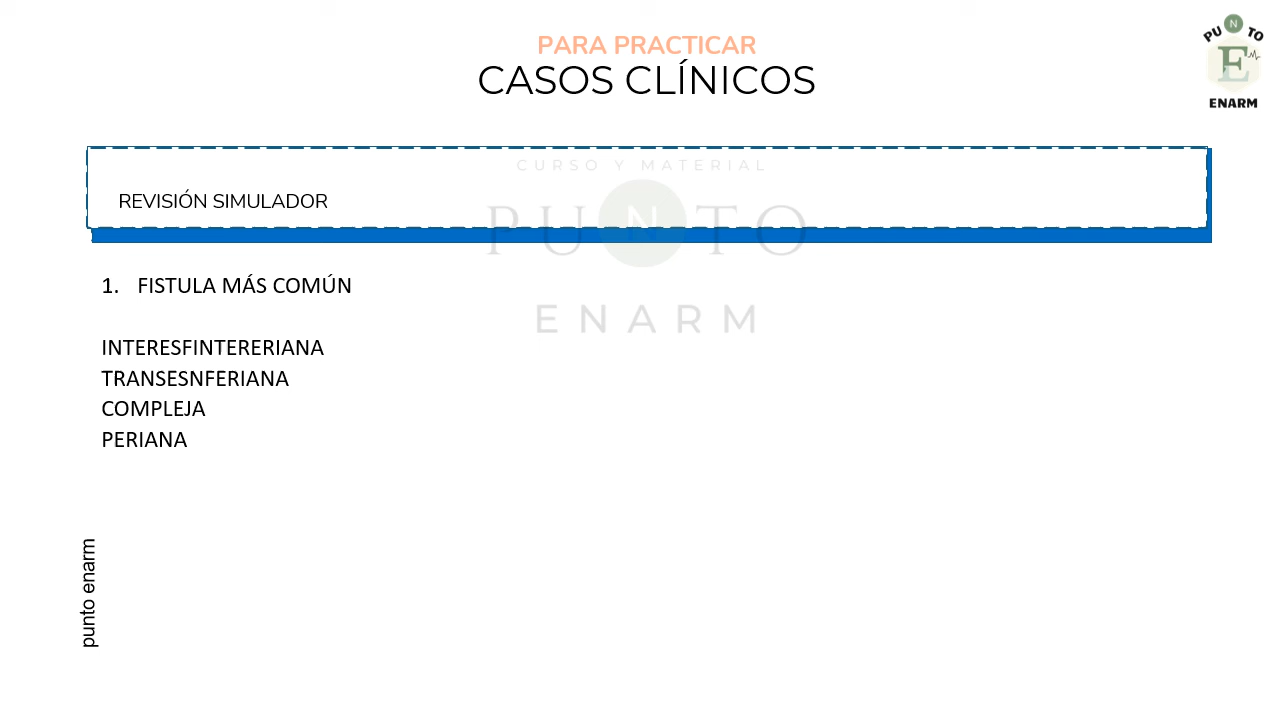 PARA PRACTICAR
CASOS CLÍNICOS
PU N TO
E
ENARM
CURSO Y MATERIAL
PUNTO
ENARM
REVISIÓN SIMULADOR
1. FISTULA MÁS COMÚN
INTERESFINTERERIANA
TRANSESNFERIANA
COMPLEJA
PERIANA
punto enarm